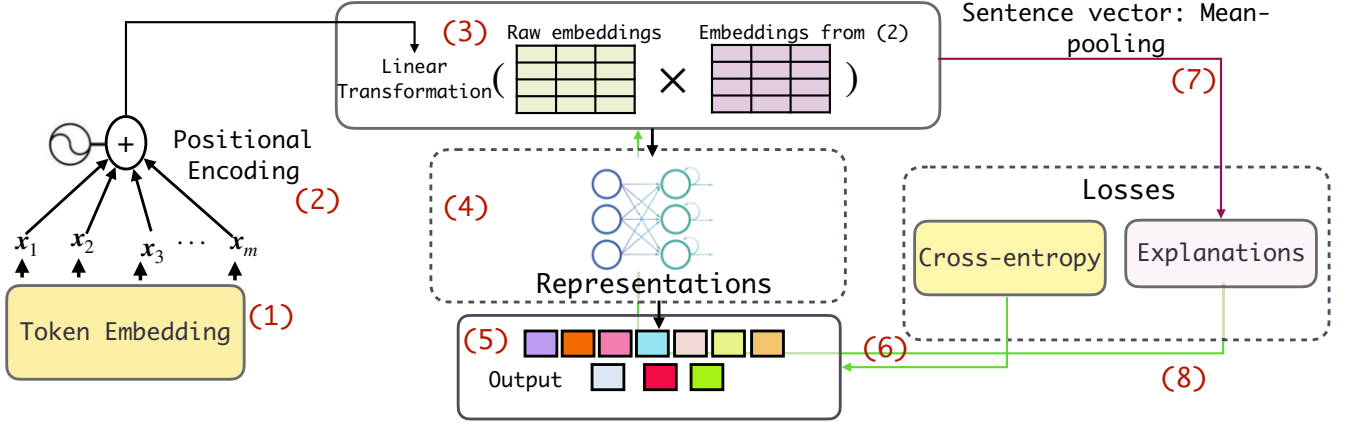 (3)
Raw embeddings
Embeddings from (2)
Sentence vector: Mean-
pooling
Linear
Transformation
(
×
)
(7)
+
Positional
Encoding
(2)
(4)
Losses
x1 x2 x3 ... xm
Cross-entropy
Explanations
Representations
Token Embedding
(1)
(5)
(6)
Output
(8)